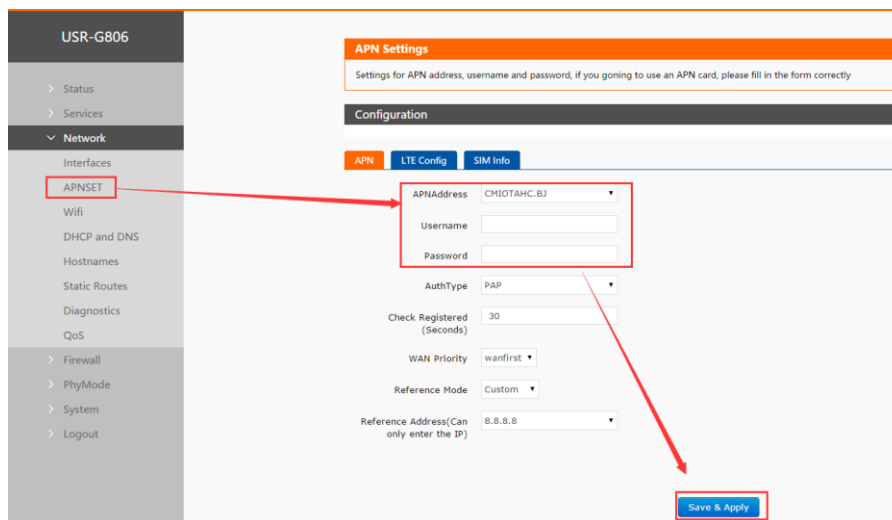 USR-G806
Status
Services
Network
Interfaces
APNSET
Wifi
DHCP and DNS
Hostnames
Static Routes
Diagnostics
QoS
Firewall
PhyMode
System
Logout
APN Settings
Settings for APN address, username and password, if you goning to use an APN card, please fill in the form correctly
Configuration
APN LTE Config SIM Info
APNAddress CMIOTAHC.BJ
Username
Password
AuthType PAP
Check Registered 30
(Seconds)
WAN Priority wanfirst
Reference Mode Custom
Reference Address(Can 8.8.8.8
only enter the IP)
Save & Apply